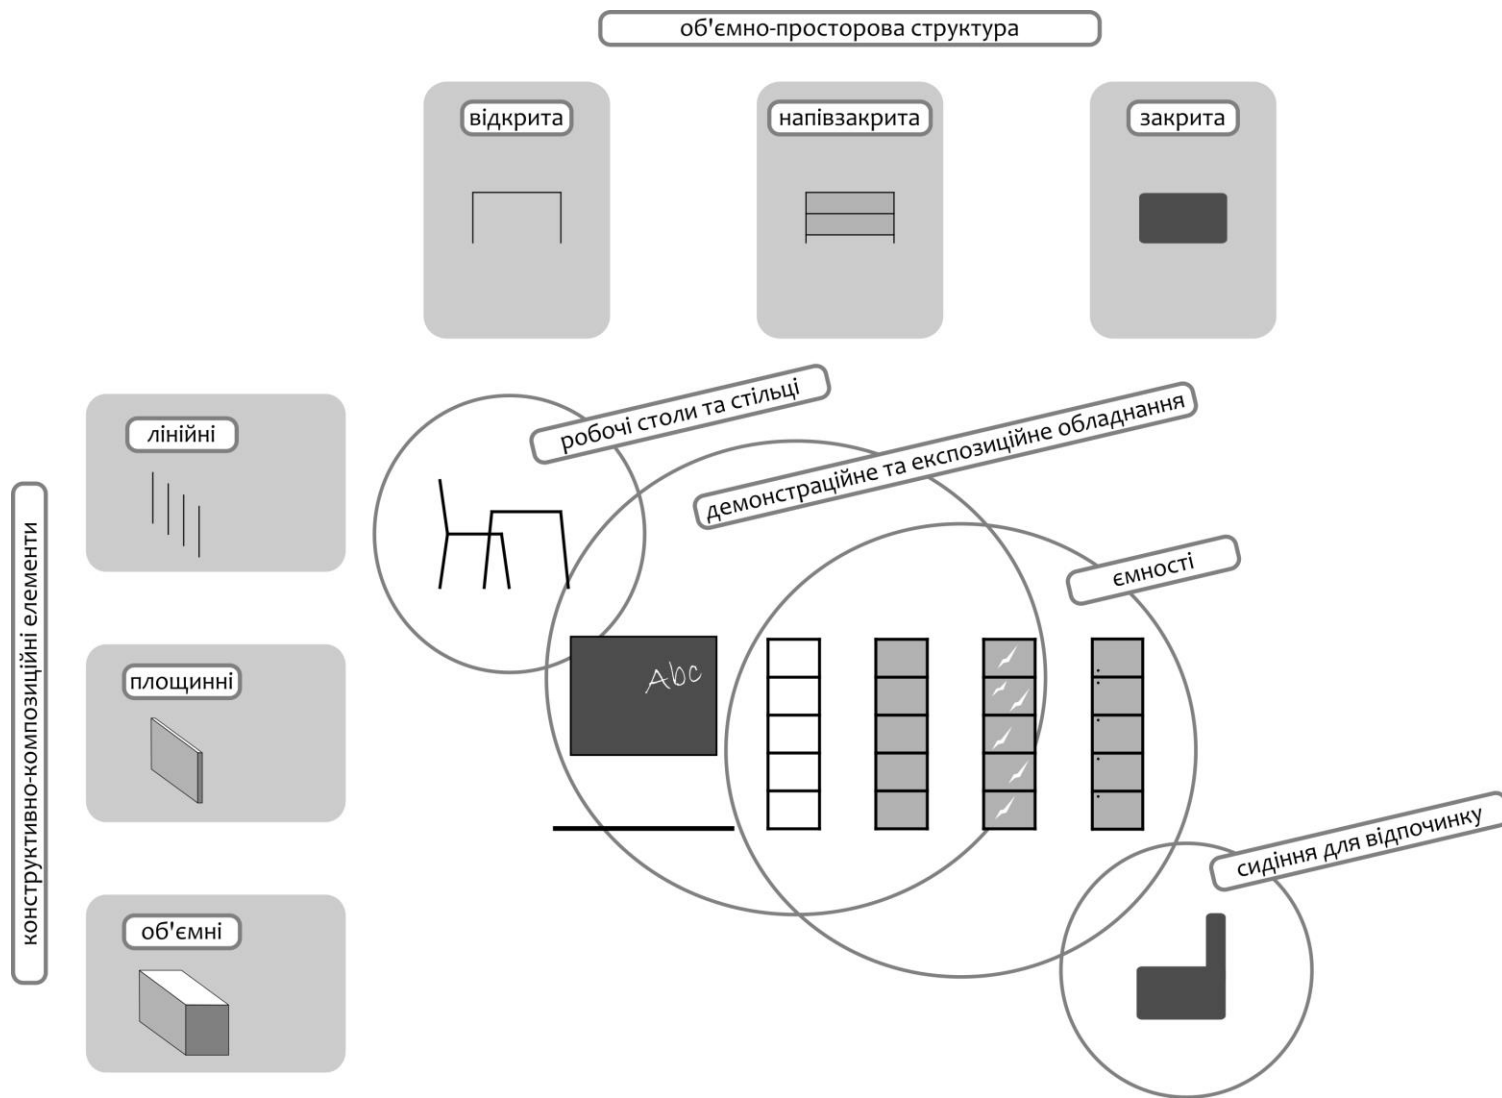 об'ємно-просторова структура
відкрита
напівзакрита
закрита
робочі столи та стільці
демонстраційне та експозиційне обладнання
лінійні
ємності
конструктивно-композиційні елементи
Abc
площинні
сидіння для відпочинку
об'ємні